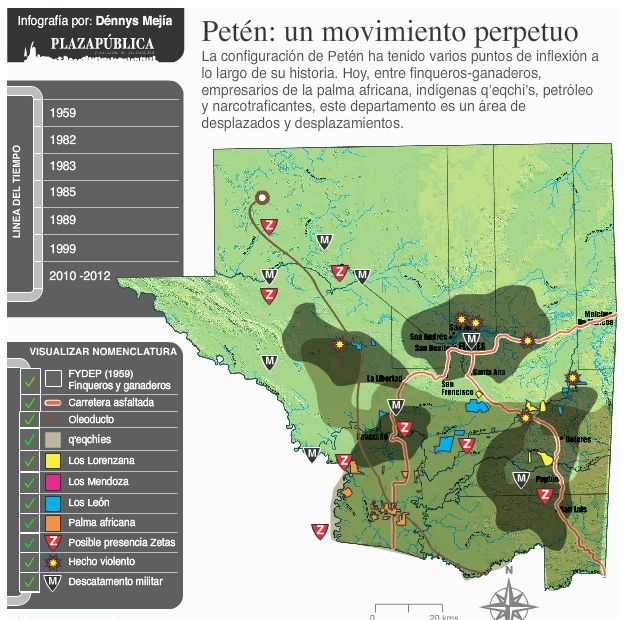 Infografía por: Dénnys Mejía
PLAZAPÚBLICA
Petén: un movimiento perpetuo
La configuración de Petén ha tenido varios puntos de inflexión a
lo largo de su historia. Hoy, entre finqueros-ganaderos,
empresarios de la palma africana, indígenas q'eqchi's, petróleo
y narcotraficantes, este departamento es un área de
desplazados y desplazamientos.
LINEA DEL TIEMPO
1959
1982
1983
1985
1989
1999
2010 -2012
VISUALIZAR NOMENCLATURA
FYDEP (1959)
Finqueros y ganaderos
Carretera asfaltada
Oleoducto
q'eqchíes
Los Lorenzana
Los Mendoza
Los León
Palma africana
Z Posible presencia Zetas
Hecho violento
M Descatamento militar
Z
M
Z
M
M
Z
Melchor
San Andrés
San Benito
M
M
La Libertad
Santa Ana
San
Francisco
M
Z
Z
Dolores
M
Z
M
Z
San Luis
Z
N
0
20 kms